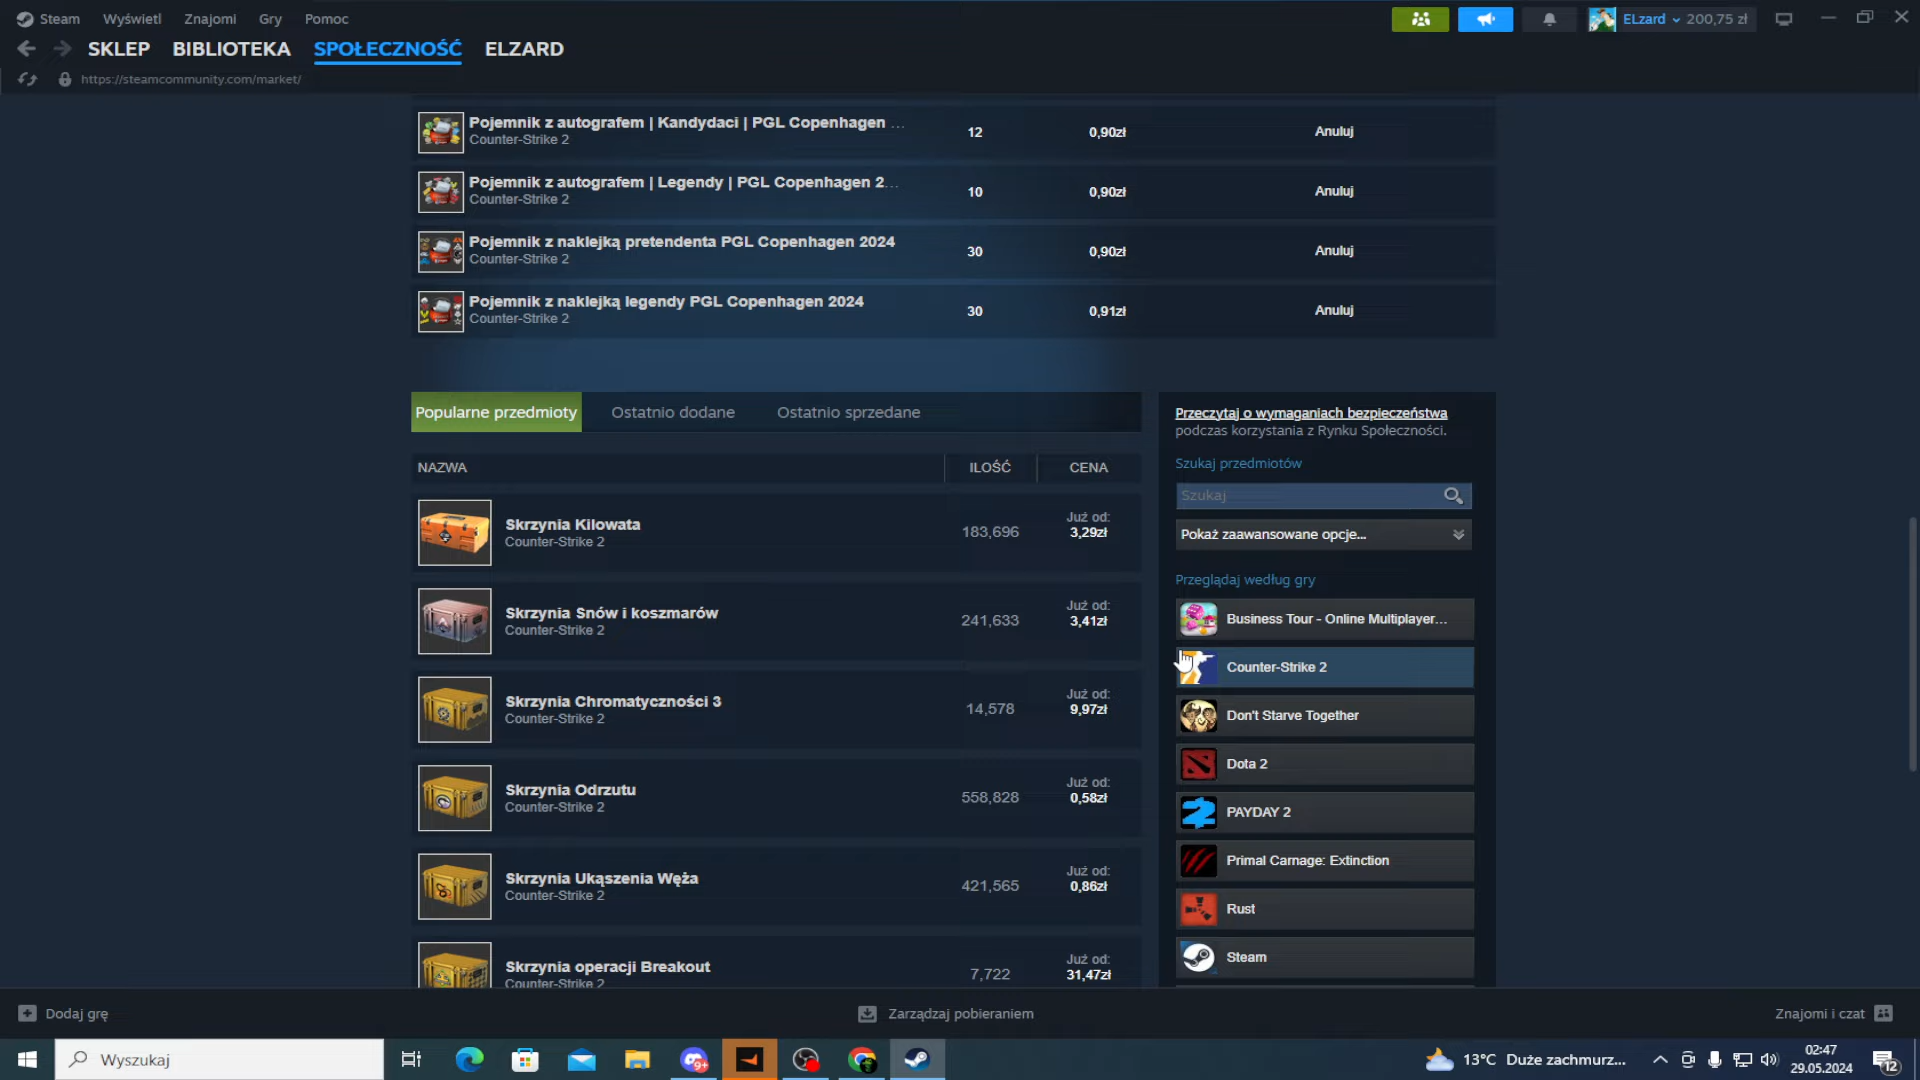 Steam Wyświetl Znajomi Gry Pomoc
ELzard 200,75 zł
SKLEP BIBLIOTEKA SPOŁECZNOŚĆ ELZARD
https://steamcommunity.com/market/
Pojemnik z autografem | Kandydaci | PGL Copenhagen ...
Counter-Strike 2
12 0,90zł Anuluj
Pojemnik z autografem | Legendy | PGL Copenhagen 2...
Counter-Strike 2
10 0,90zł Anuluj
Pojemnik z naklejką pretendenta PGL Copenhagen 2024
Counter-Strike 2
30 0,90zł Anuluj
Pojemnik z naklejką legendy PGL Copenhagen 2024
Counter-Strike 2
30 0,91zł Anuluj
Popularne przedmioty Ostatnio dodane Ostatnio sprzedane
NAZWA ILOŚĆ CENA
Skrzynia Kilowata
Counter-Strike 2
183,696
Już od:
3,29zł
Skrzynia Snów i koszmarów
Counter-Strike 2
241,633
Już od:
3,41zł
Skrzynia Chromatyczności 3
Counter-Strike 2
14,578
Już od:
9,97zł
Skrzynia Odrzutu
Counter-Strike 2
558,828
Już od:
0,58zł
Skrzynia Ukąszenia Węża
Counter-Strike 2
421,565
Już od:
0,86zł
Skrzynia operacji Breakout
Counter-Strike 2
7,722
Już od:
31,47zł
Przeczytaj o wymaganiach bezpieczeństwa
podczas korzystania z Rynku Społeczności.
Szukaj przedmiotów
Szukaj
Pokaż zaawansowane opcje...
Przeglądaj według gry
Business Tour - Online Multiplayer...
Counter-Strike 2
Don't Starve Together
Dota 2
PAYDAY 2
Primal Carnage: Extinction
Rust
Steam
Dodaj grę Zarządzaj pobieraniem Znajomi i czat
Wyszukaj
9+
13°C Duże zachmurz...
02:47
29.05.2024
12